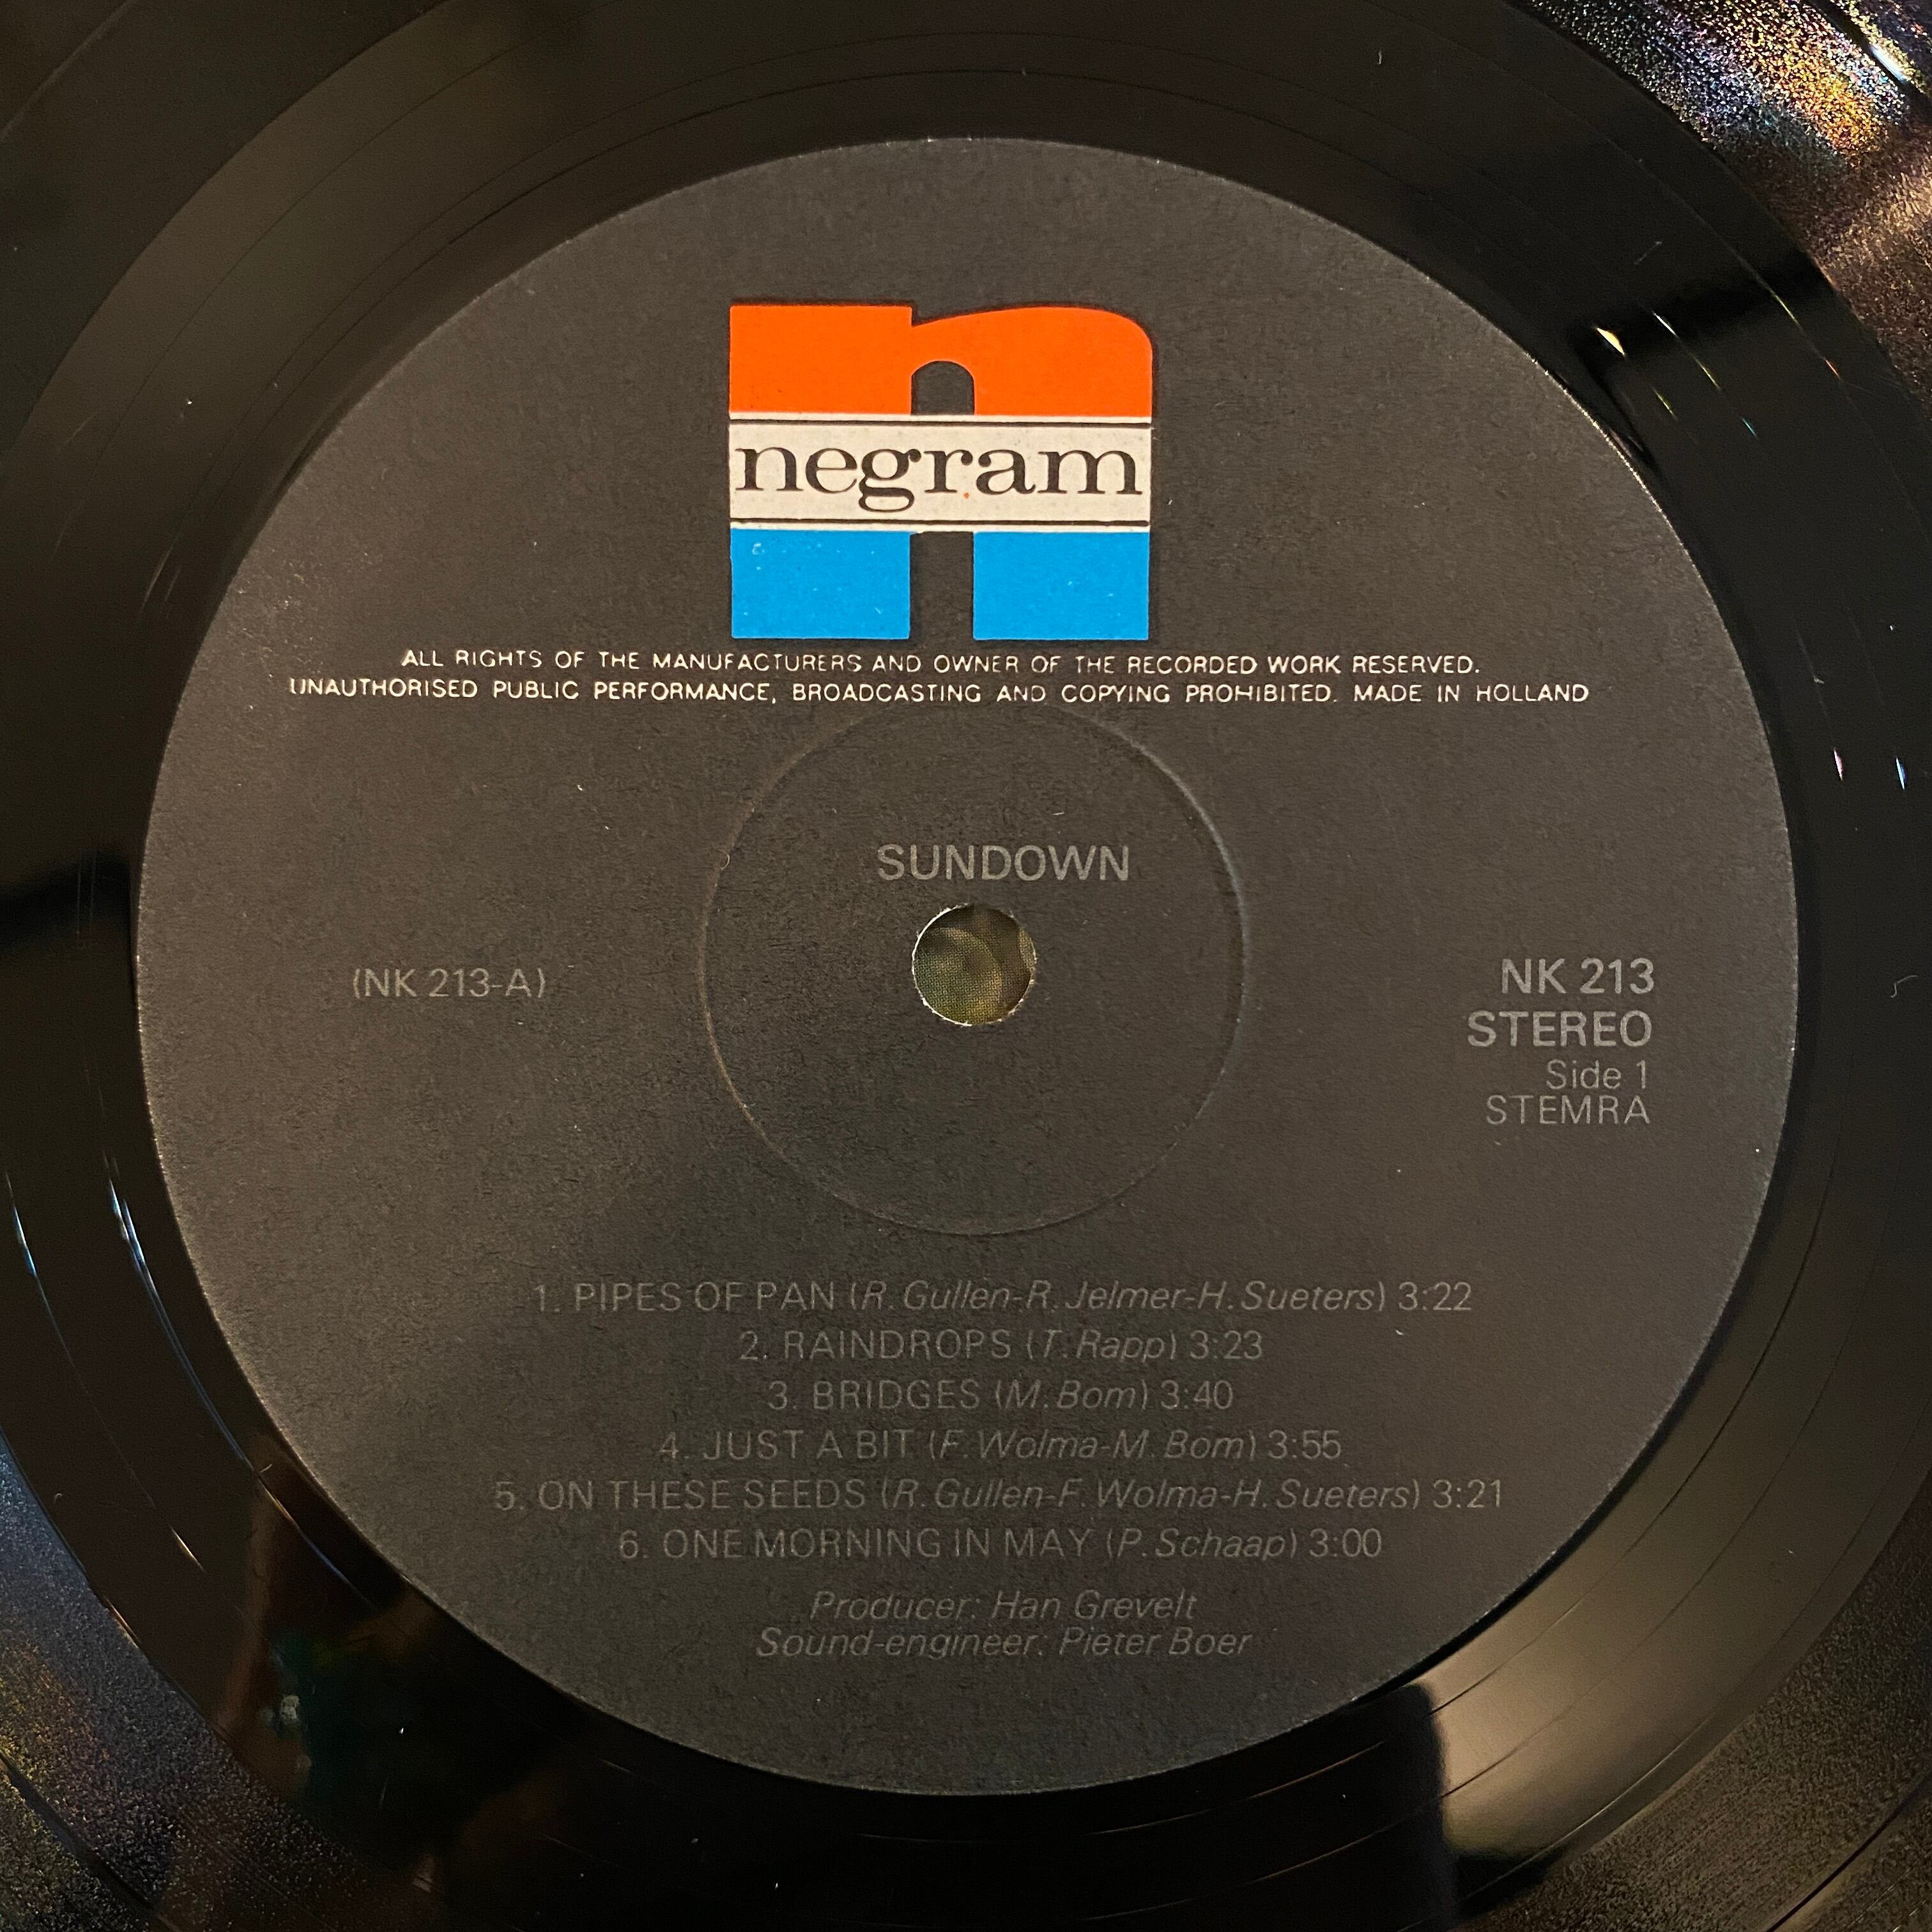 negram
ALL RIGHTS OF THE MANUFACTURERS AND OWNER OF THE RECORDED WORK RESERVED.
UNAUTHORISED PUBLIC PERFORMANCE, BROADCASTING AND COPYING PROHIBITED. MADE IN HOLLAND
SUNDOWN
(NK 213-A)
NK 213
STEREO
Side 1
STEMRA
1. PIPES OF PAN (R. Gullen-R. Jelmer-H. Sueters) 3:22
2. RAINDROPS (T. Rapp) 3:23
3. BRIDGES (M. Bom) 3:40
4. JUST A BIT (F. Wolma-M. Bom) 3:55
5. ON THESE SEEDS (R. Gullen-F. Wolma-H. Sueters) 3:21
6. ONE MORNING IN MAY (P. Schaap) 3:00
Producer: Han Grevelt
Sound-engineer: Pieter Boer